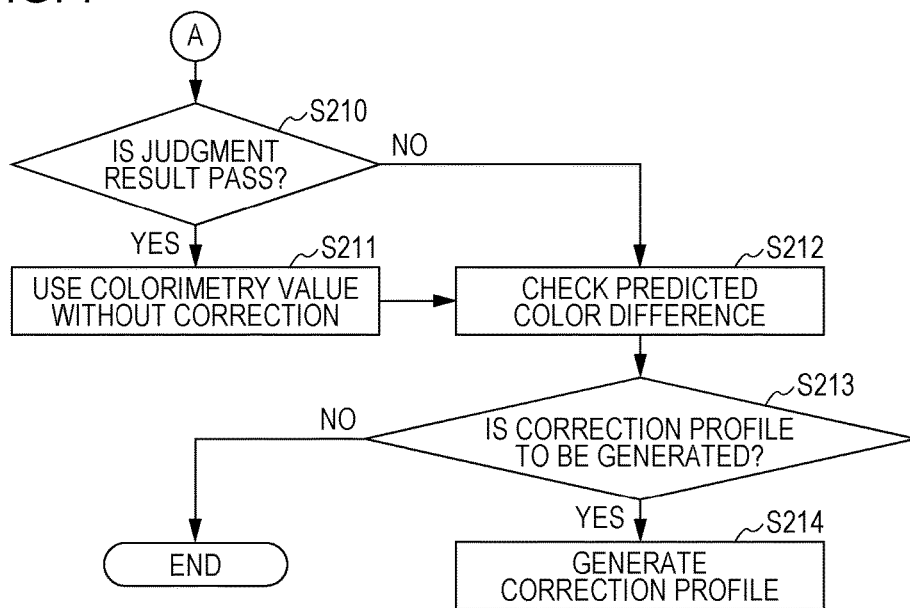 A
S210
IS JUDGMENT
RESULT PASS?
NO
YES
S211
USE COLORIMETRY VALUE
WITHOUT CORRECTION
S212
CHECK PREDICTED
COLOR DIFFERENCE
S213
IS CORRECTION PROFILE
TO BE GENERATED?
NO
YES
END
S214
GENERATE
CORRECTION PROFILE